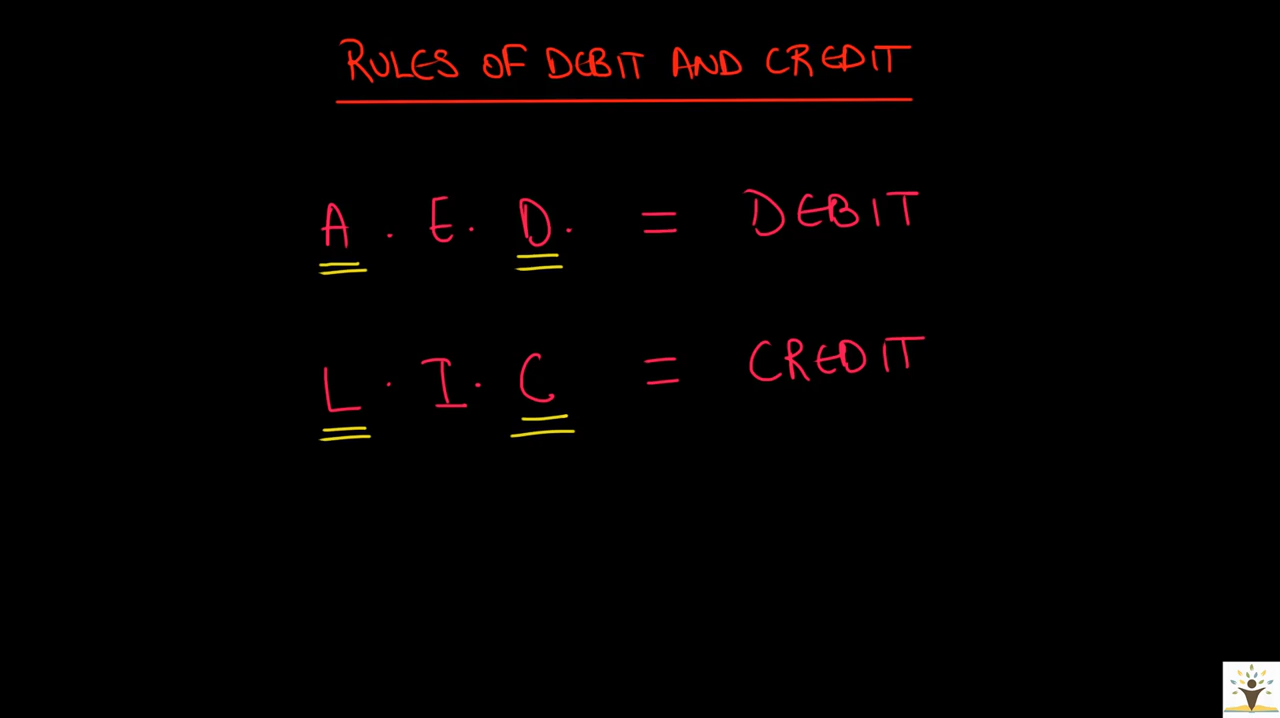 RULES OF DEBIT AND CREDIT
A . E . D . = DEBIT
L . I . C = CREDIT